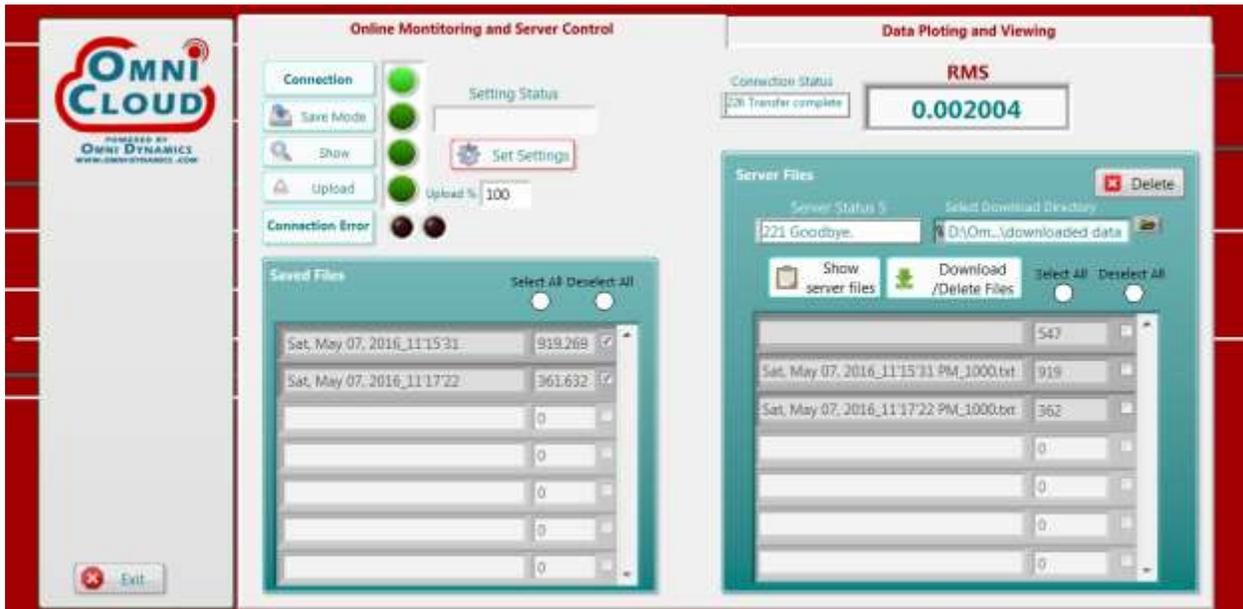 Online Montitoring and Server Control
Data Ploting and Viewing
OMNI
CLOUD
POWERED BY
OMNI DYNAMICS
Connection
Save Mode
Show
Upload
Connection Error
Setting Status
Set Settings
Upload % 100
Connection Status
226 Transfer complete
RMS
0.002004
Saved Files
Select All Deselect All
Sat, May 07, 2016_11'15'31 919.269
Sat, May 07, 2016_11'17'22 361.632
0
0
0
0
0
Server Files
Delete
Server Status 5
Select Download Directory
221 Goodbye.
D:\Om...\downloaded data
Show
server files
Download
/Delete Files
Select All Deselect All
547
Sat, May 07, 2016_11'15'31 PM_1000.txt 919
Sat, May 07, 2016_11'17'22 PM_1000.txt 362
0
0
0
0
Exit